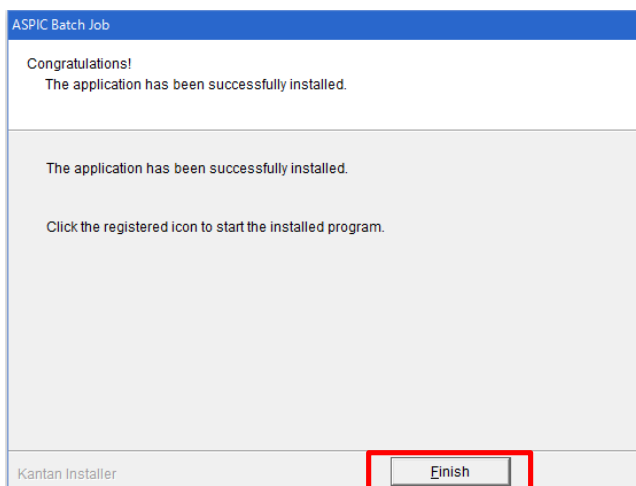 ASPIC Batch Job
Congratulations!
The application has been successfully installed.
The application has been successfully installed.
Click the registered icon to start the installed program.
Kantan Installer
Finish